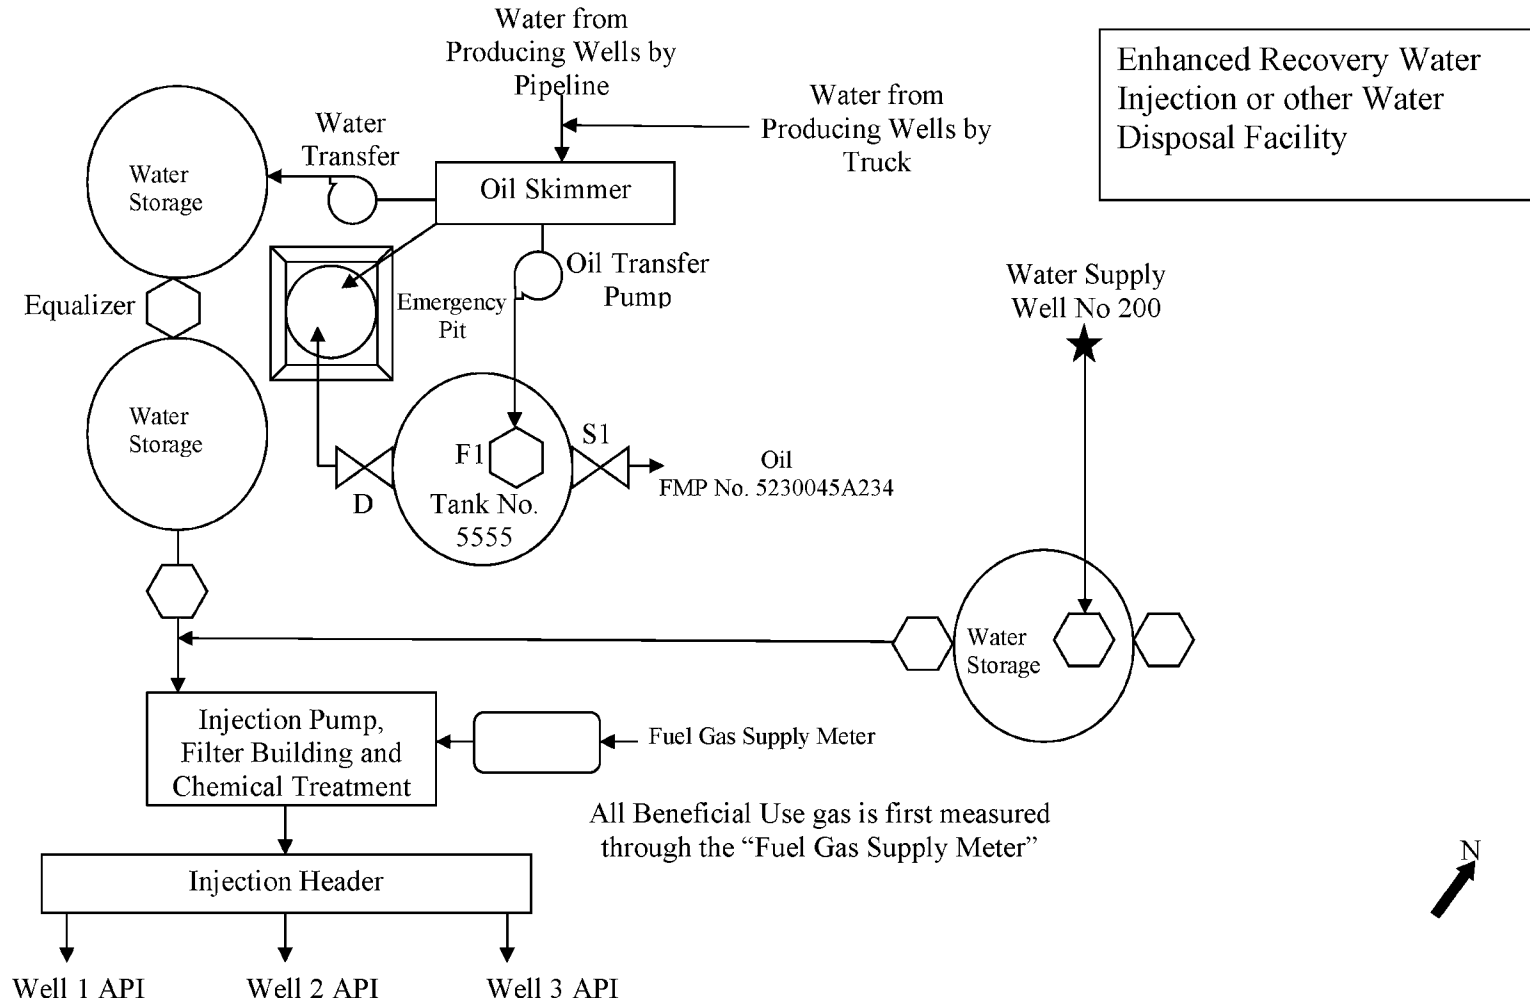 Water from
Producing Wells by
Pipeline
Water from
Producing Wells by
Truck
Enhanced Recovery Water
Injection or other Water
Disposal Facility
Water
Transfer
Water
Storage
Oil Skimmer
Oil Transfer
Pump
Emergency
Pit
Equalizer
Water Supply
Well No 200
Water
Storage
F1
S1
D
Tank No.
5555
Oil
FMP No. 5230045A234
Water
Storage
Injection Pump,
Filter Building and
Chemical Treatment
Fuel Gas Supply Meter
All Beneficial Use gas is first measured
through the “Fuel Gas Supply Meter”
N
Injection Header
Well 1 API
Well 2 API
Well 3 API